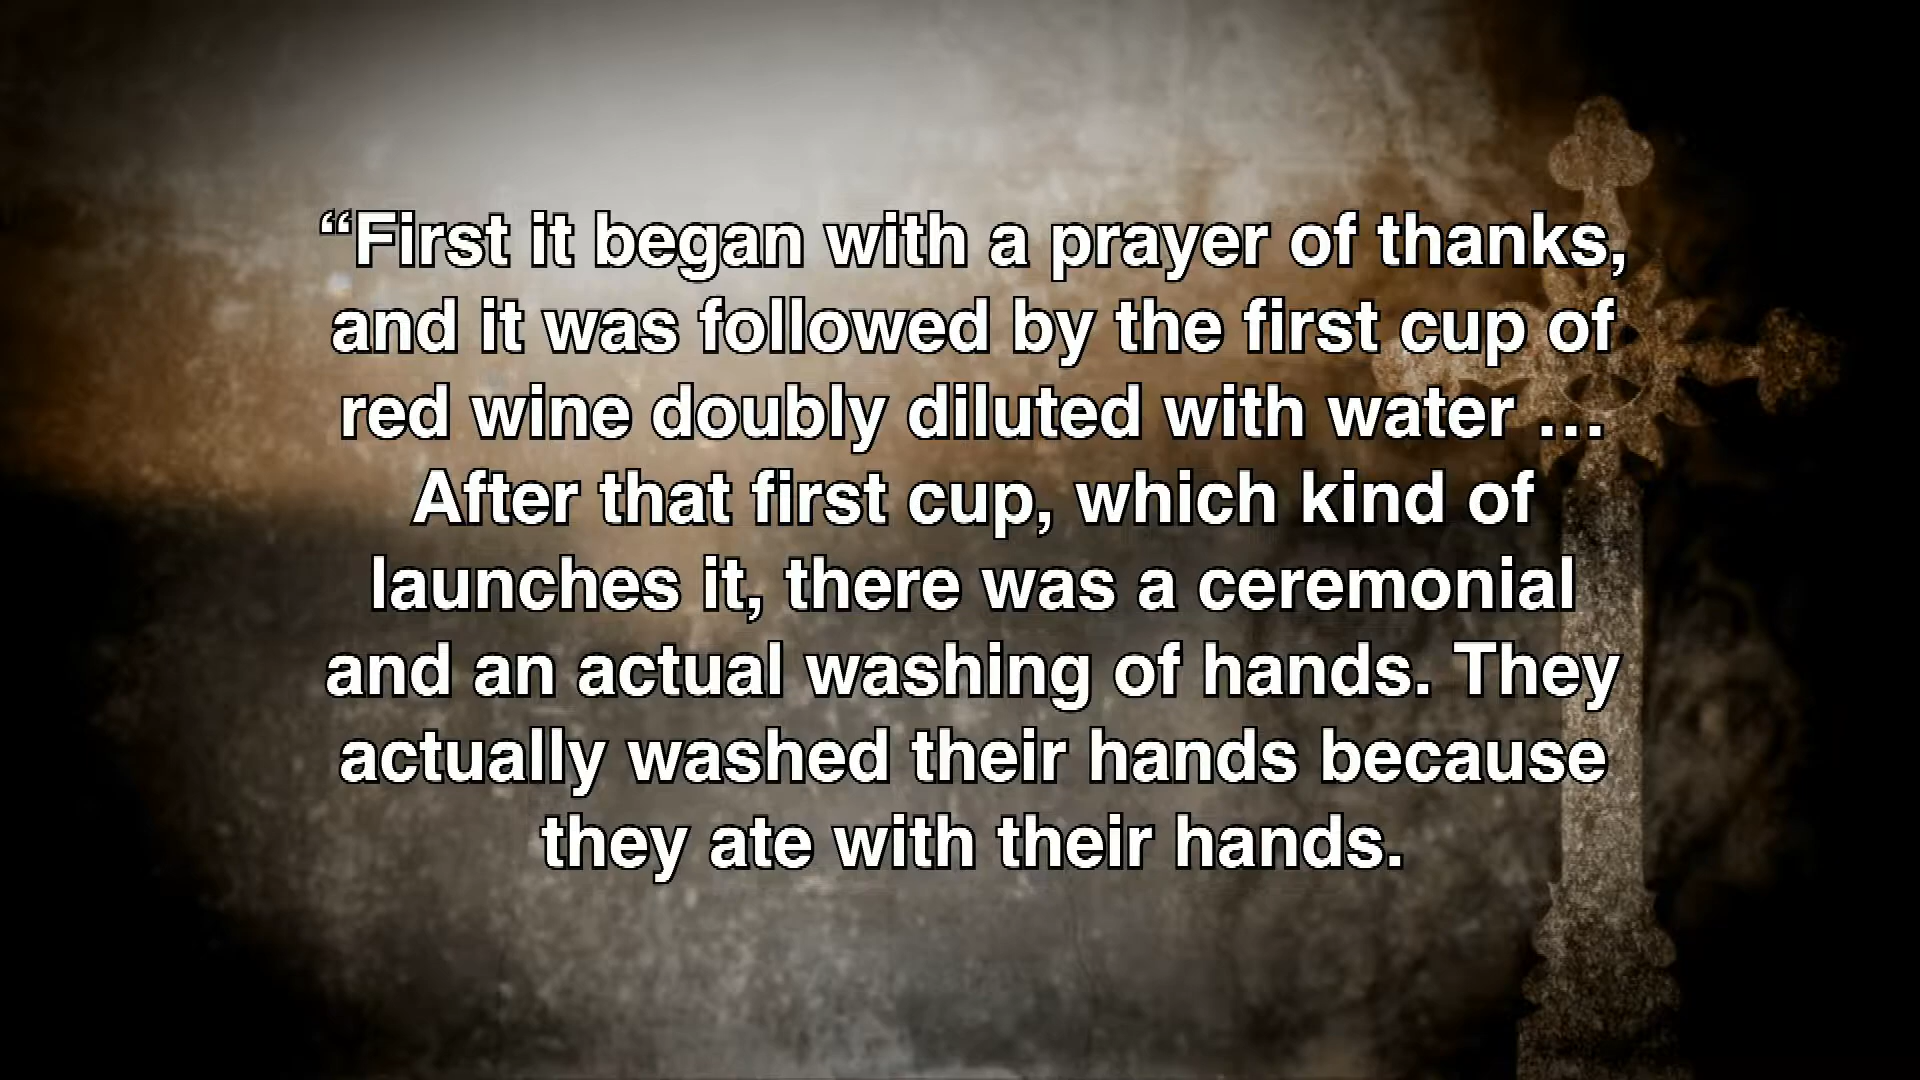 “First it began with a prayer of thanks,
and it was followed by the first cup of
red wine doubly diluted with water …
After that first cup, which kind of
launches it, there was a ceremonial
and an actual washing of hands. They
actually washed their hands because
they ate with their hands.